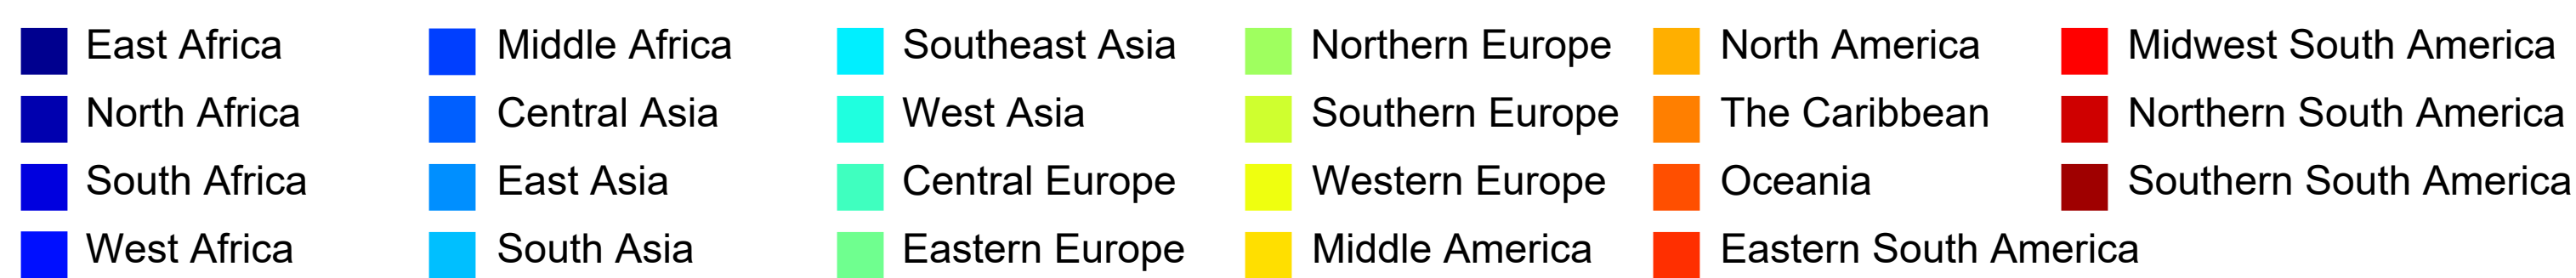 East Africa Middle Africa Southeast Asia Northern Europe North America Midwest South America
North Africa Central Asia West Asia Southern Europe The Caribbean Northern South America
South Africa East Asia Central Europe Western Europe Oceania Southern South America
West Africa South Asia Eastern Europe Middle America Eastern South America